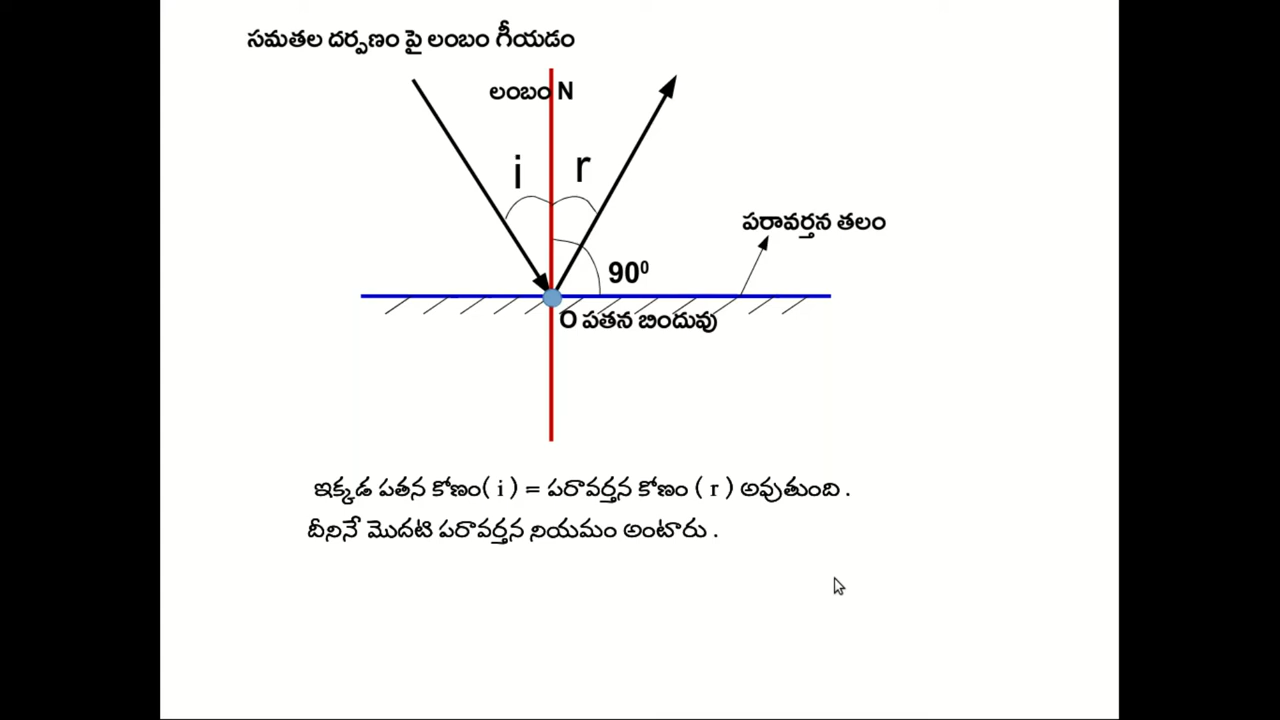 సమతల దర్పణం పై లంబం గీయడం
లంబం N
i r
పరావర్తన తలం
90⁰
O పతన బిందువు
ఇక్కడ పతన కోణం( i ) = పరావర్తన కోణం ( r ) అవుతుంది .
దీనినే మొదటి పరావర్తన నియమం అంటారు .